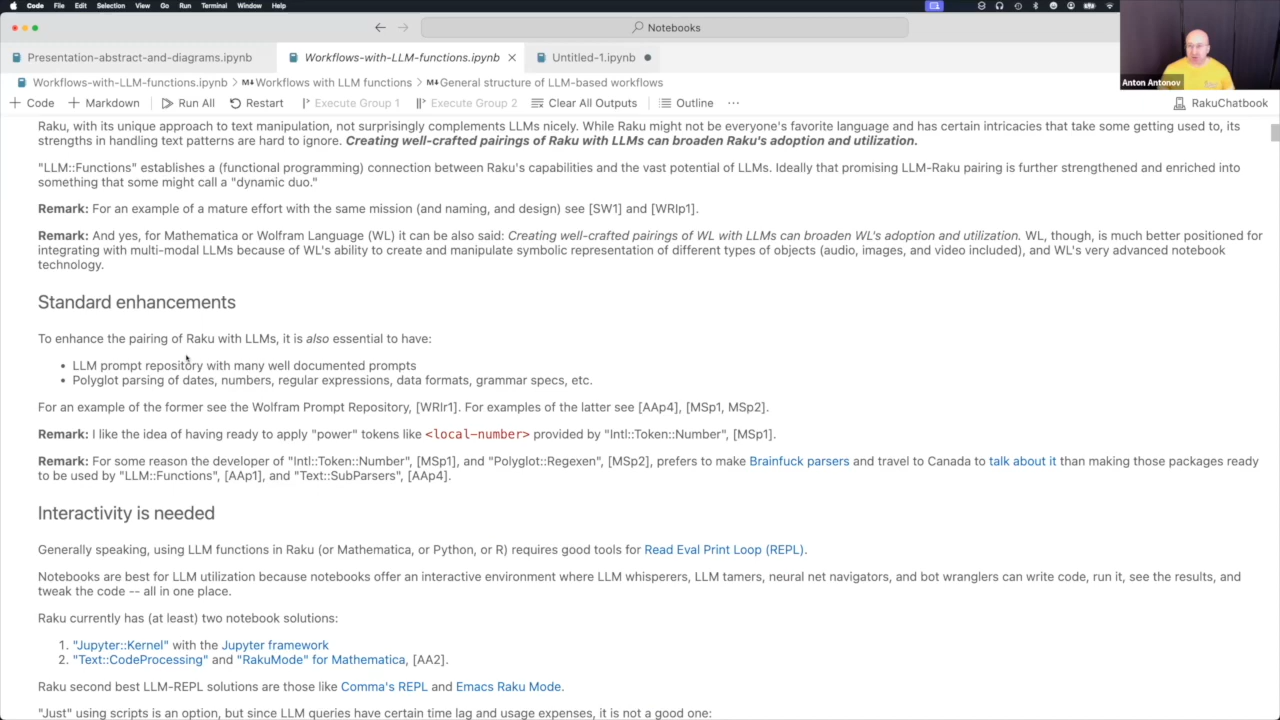 Code File Edit Selection View Go Run Terminal Window Help
Notebooks
Presentation-abstract-and-diagrams.ipynb Workflows-with-LLM-functions.ipynb Untitled-1.ipynb
Workflows-with-LLM-functions.ipynb > M↓Workflows with LLM functions > M↓General structure of LLM-based workflows
Anton Antonov
+ Code + Markdown Run All Restart Execute Group 1 Execute Group 2 Clear All Outputs Outline ... RakuChatbook
Raku, with its unique approach to text manipulation, not surprisingly complements LLMs nicely. While Raku might not be everyone's favorite language and has certain intricacies that take some getting used to, its
strengths in handling text patterns are hard to ignore. Creating well-crafted pairings of Raku with LLMs can broaden Raku's adoption and utilization.
"LLM::Functions" establishes a (functional programming) connection between Raku's capabilities and the vast potential of LLMs. Ideally that promising LLM-Raku pairing is further strengthened and enriched into
something that some might call a "dynamic duo."
Remark: For an example of a mature effort with the same mission (and naming, and design) see [SW1] and [WRIp1].
Remark: And yes, for Mathematica or Wolfram Language (WL) it can be also said: Creating well-crafted pairings of WL with LLMs can broaden WL's adoption and utilization. WL, though, is much better positioned for
integrating with multi-modal LLMs because of WL's ability to create and manipulate symbolic representation of different types of objects (audio, images, and video included), and WL's very advanced notebook
technology.
Standard enhancements
To enhance the pairing of Raku with LLMs, it is also essential to have:
• LLM prompt repository with many well documented prompts
• Polyglot parsing of dates, numbers, regular expressions, data formats, grammar specs, etc.
For an example of the former see the Wolfram Prompt Repository, [WRIr1]. For examples of the latter see [AAp4], [MSp1, MSp2].
Remark: I like the idea of having ready to apply "power" tokens like <local-number> provided by "Intl::Token::Number", [MSp1].
Remark: For some reason the developer of "Intl::Token::Number", [MSp1], and "Polyglot::Regexen", [MSp2], prefers to make Brainfuck parsers and travel to Canada to talk about it than making those packages ready
to be used by "LLM::Functions", [AAp1], and "Text::SubParsers", [AAp4].
Interactivity is needed
Generally speaking, using LLM functions in Raku (or Mathematica, or Python, or R) requires good tools for Read Eval Print Loop (REPL).
Notebooks are best for LLM utilization because notebooks offer an interactive environment where LLM whisperers, LLM tamers, neural net navigators, and bot wranglers can write code, run it, see the results, and
tweak the code -- all in one place.
Raku currently has (at least) two notebook solutions:
1. "Jupyter::Kernel" with the Jupyter framework
2. "Text::CodeProcessing" and "RakuMode" for Mathematica, [AA2].
Raku second best LLM-REPL solutions are those like Comma's REPL and Emacs Raku Mode.
"Just" using scripts is an option, but since LLM queries have certain time lag and usage expenses, it is not a good one: